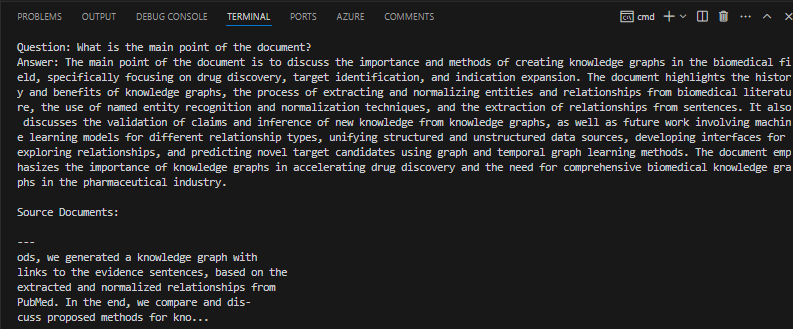 PROBLEMS OUTPUT DEBUG CONSOLE TERMINAL PORTS AZURE COMMENTS cmd
Question: What is the main point of the document?
Answer: The main point of the document is to discuss the importance and methods of creating knowledge graphs in the biomedical fi
eld, specifically focusing on drug discovery, target identification, and indication expansion. The document highlights the histor
y and benefits of knowledge graphs, the process of extracting and normalizing entities and relationships from biomedical literatu
re, the use of named entity recognition and normalization techniques, and the extraction of relationships from sentences. It also
discusses the validation of claims and inference of new knowledge from knowledge graphs, as well as future work involving machin
e learning models for different relationship types, unifying structured and unstructured data sources, developing interfaces for
exploring relationships, and predicting novel target candidates using graph and temporal graph learning methods. The document emp
hasizes the importance of knowledge graphs in accelerating drug discovery and the need for comprehensive biomedical knowledge gra
phs in the pharmaceutical industry.
Source Documents:
---
ods, we generated a knowledge graph with
links to the evidence sentences, based on the
extracted and normalized relationships from
PubMed. In the end, we compare and dis-
cuss proposed methods for kno...